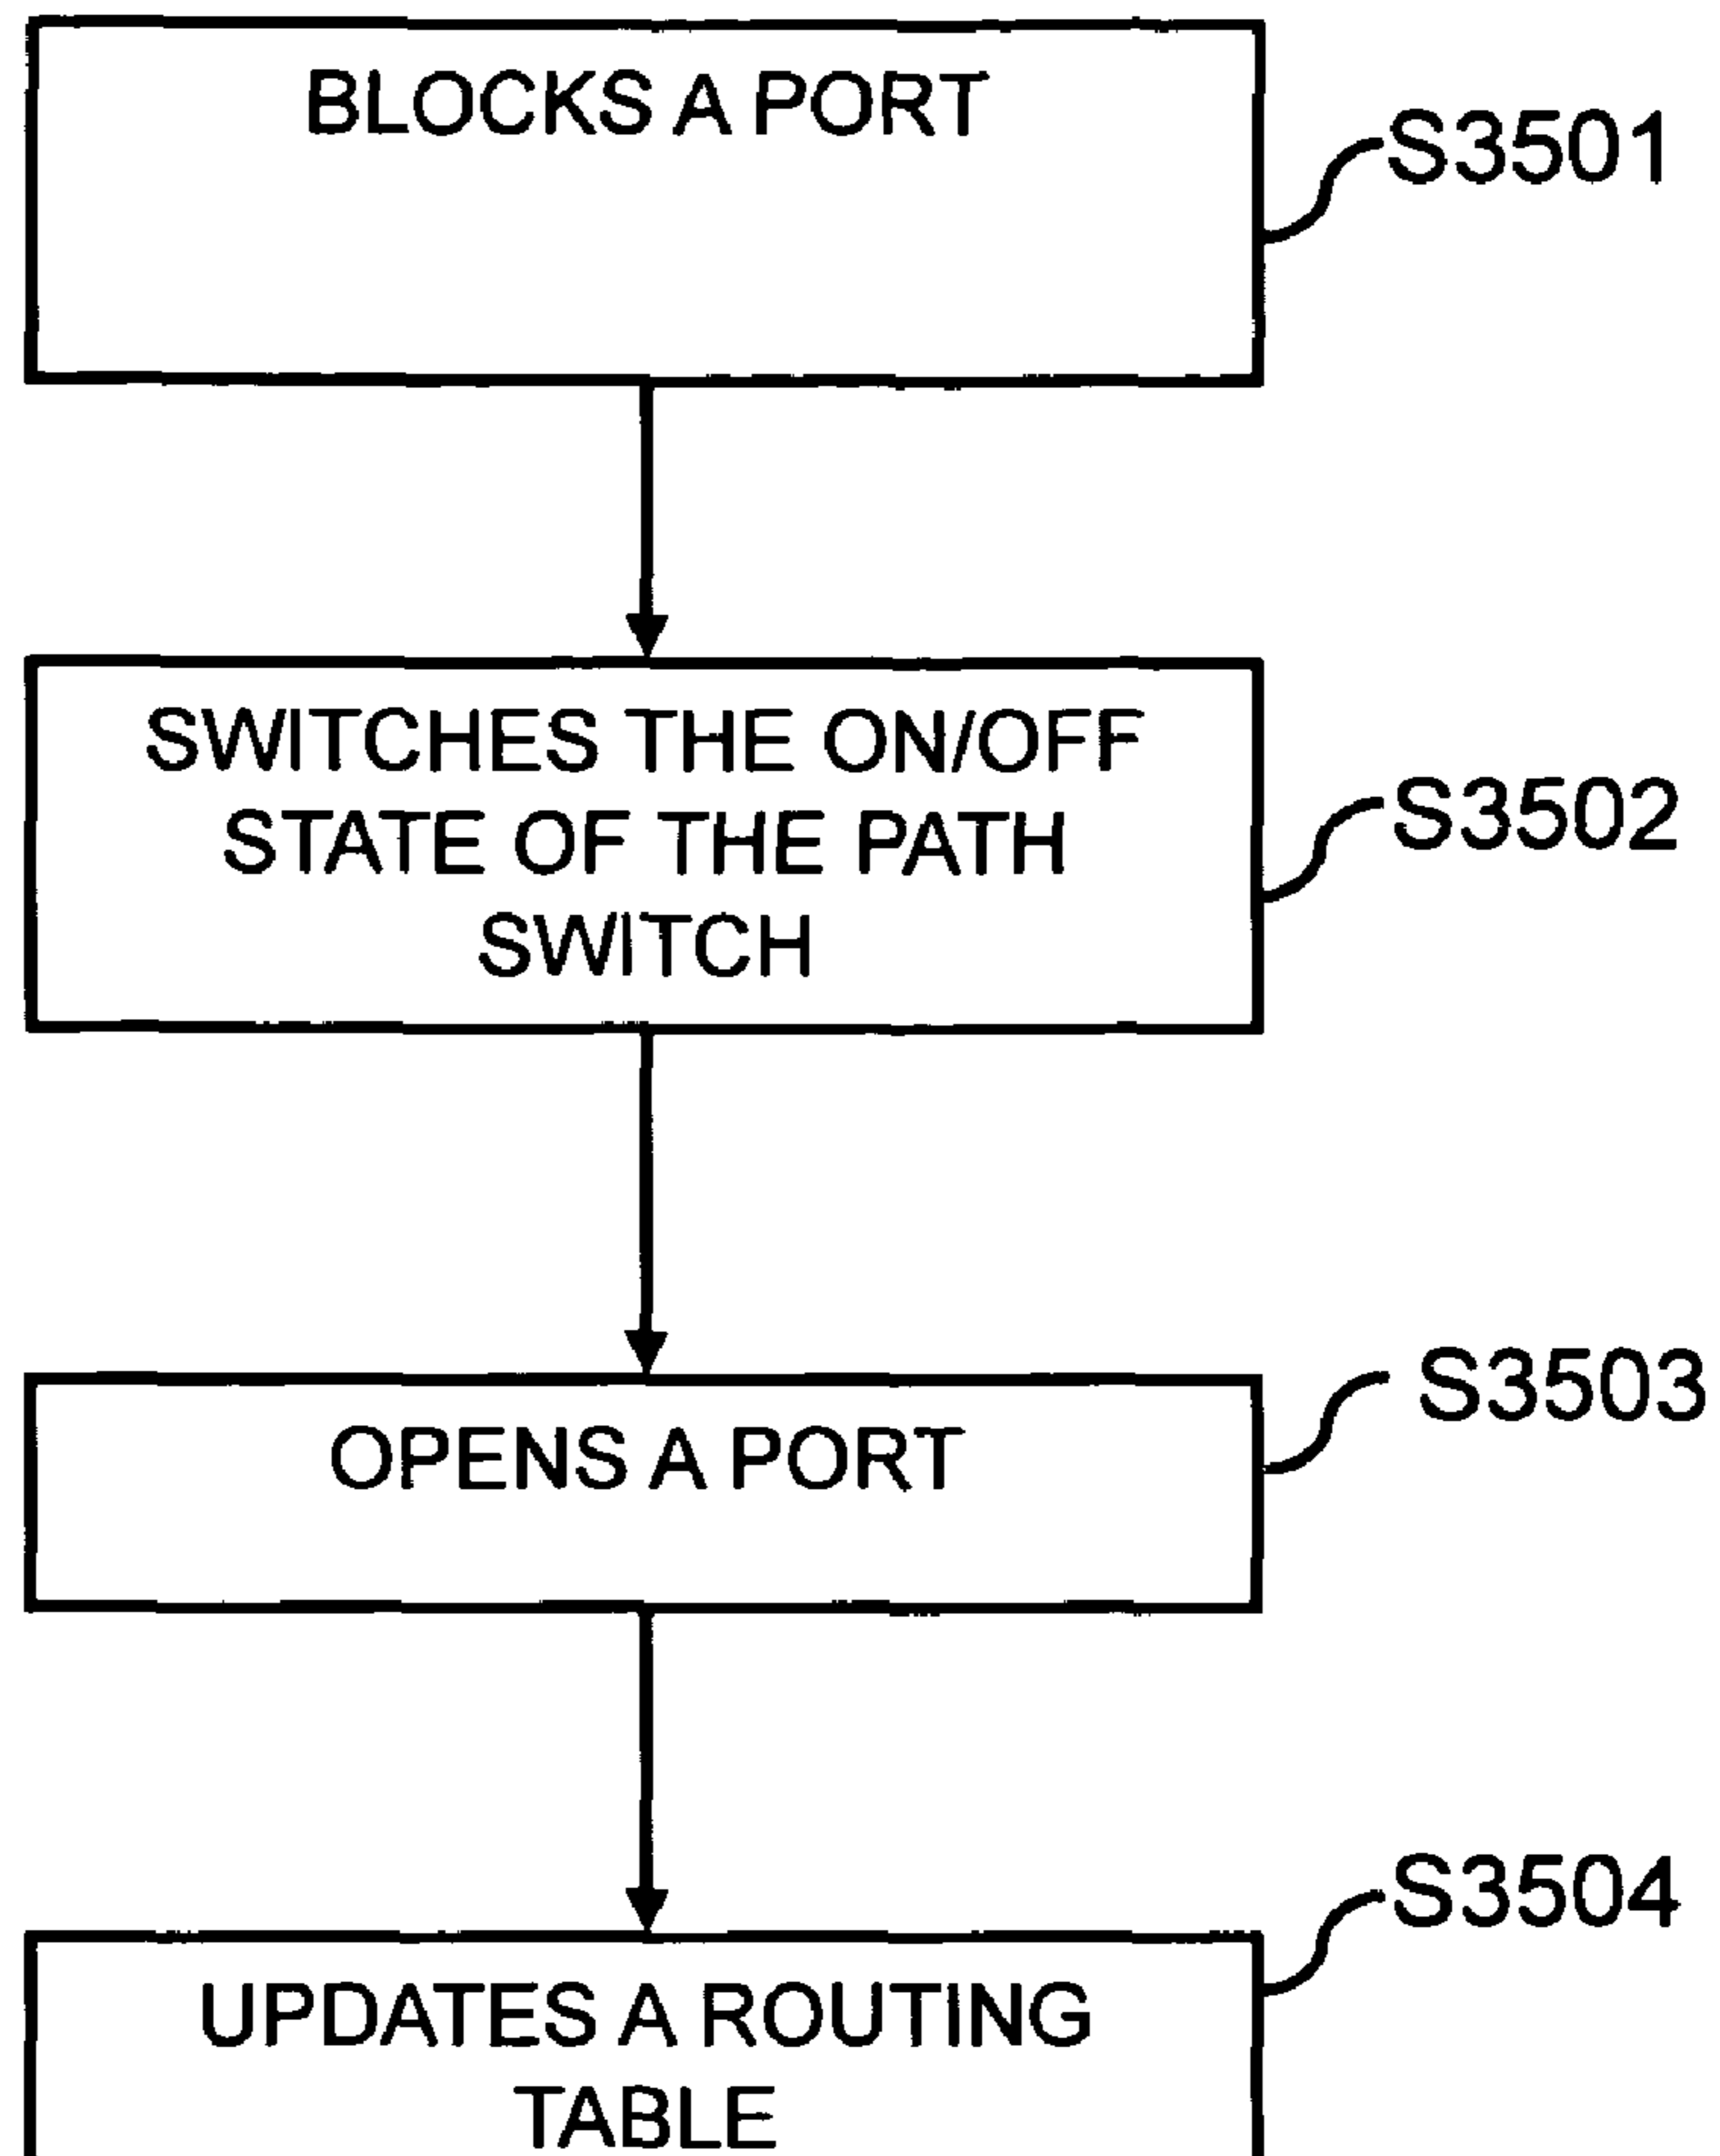 BLOCKS A PORT
S3501
SWITCHES THE ON/OFF
STATE OF THE PATH
SWITCH
S3502
OPENS A PORT
S3503
UPDATES A ROUTING
TABLE
S3504